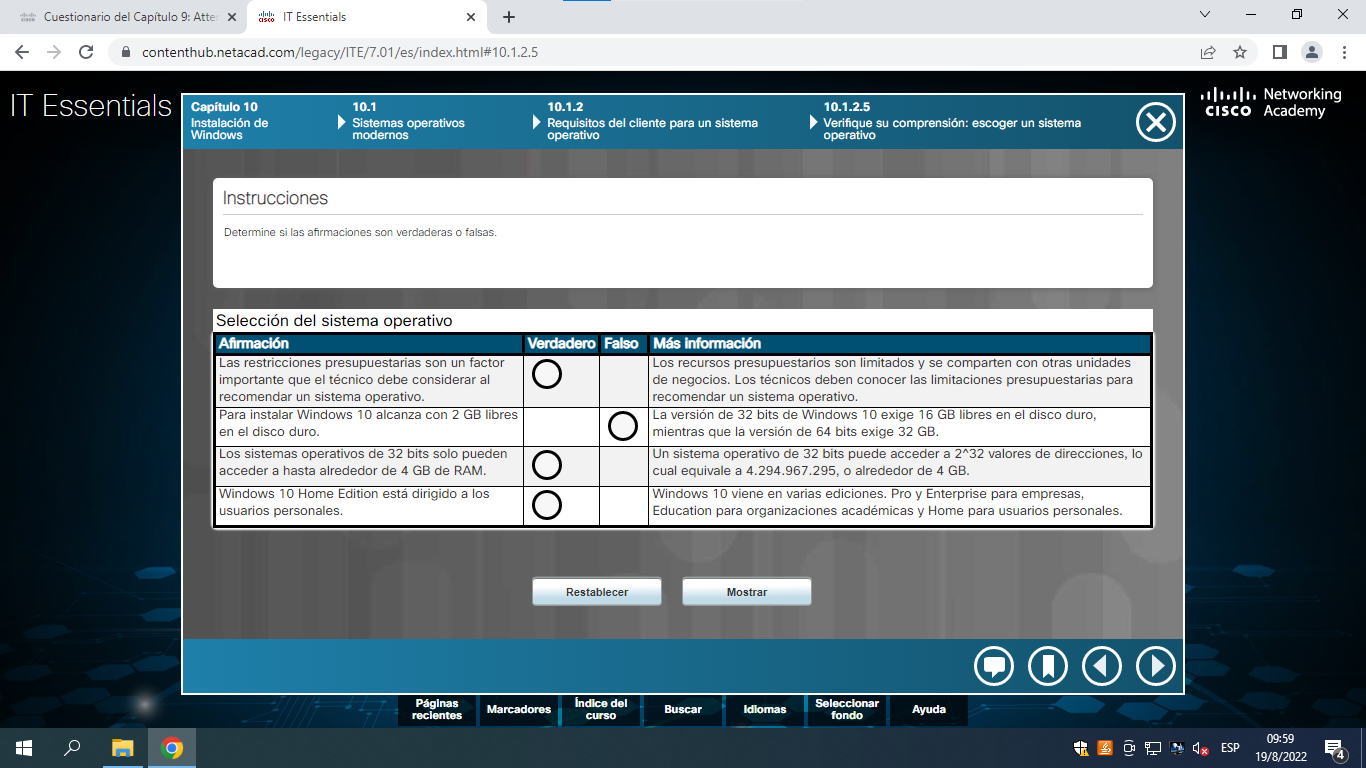 Cuestionario del Capítulo 9: Atte
IT Essentials
contenthub.netacad.com/legacy/ITE/7.01/es/index.html#10.1.2.5
IT Essentials
Capítulo 10
Instalación de
Windows
10.1
Sistemas operativos
modernos
10.1.2
Requisitos del cliente para un sistema
operativo
10.1.2.5
Verifique su comprensión: escoger un sistema
operativo
CISCO
Networking
Academy
Instrucciones
Determine si las afirmaciones son verdaderas o falsas.
Selección del sistema operativo
Afirmación Verdadero Falso Más información
Las restricciones presupuestarias son un factor
importante que el técnico debe considerar al
recomendar un sistema operativo.
Los recursos presupuestarios son limitados y se comparten con otras unidades
de negocios. Los técnicos deben conocer las limitaciones presupuestarias para
recomendar un sistema operativo.
Para instalar Windows 10 alcanza con 2 GB libres
en el disco duro.
La versión de 32 bits de Windows 10 exige 16 GB libres en el disco duro,
mientras que la versión de 64 bits exige 32 GB.
Los sistemas operativos de 32 bits solo pueden
acceder a hasta alrededor de 4 GB de RAM.
Un sistema operativo de 32 bits puede acceder a 2^32 valores de direcciones, lo
cual equivale a 4.294.967.295, o alrededor de 4 GB.
Windows 10 Home Edition está dirigido a los
usuarios personales.
Windows 10 viene en varias ediciones. Pro y Enterprise para empresas,
Education para organizaciones académicas y Home para usuarios personales.
Restablecer
Mostrar
Páginas
recientes
Marcadores
Índice del
curso
Buscar
Idiomas
Seleccionar
fondo
Ayuda
ESP
09:59
19/8/2022
4